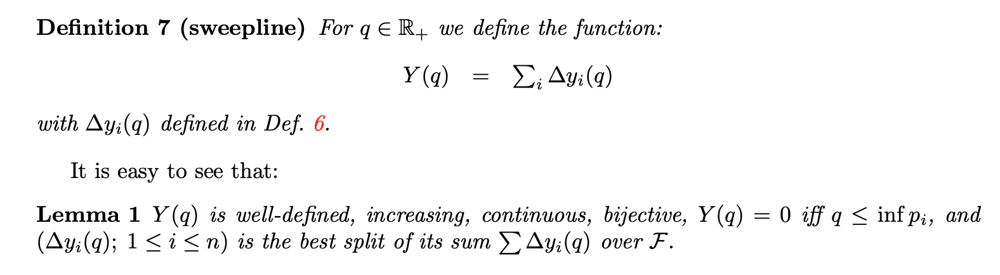 Definition 7 (sweepline) For q ∈ ℝ₊ we define the function:
Y(q) = ∑ᵢ Δyᵢ(q)
with Δyᵢ(q) defined in Def. 6.
It is easy to see that:
Lemma 1 Y(q) is well-defined, increasing, continuous, bijective, Y(q) = 0 iff q ≤ inf pᵢ, and
(Δyᵢ(q); 1 ≤ i ≤ n) is the best split of its sum ∑ Δyᵢ(q) over ℱ.